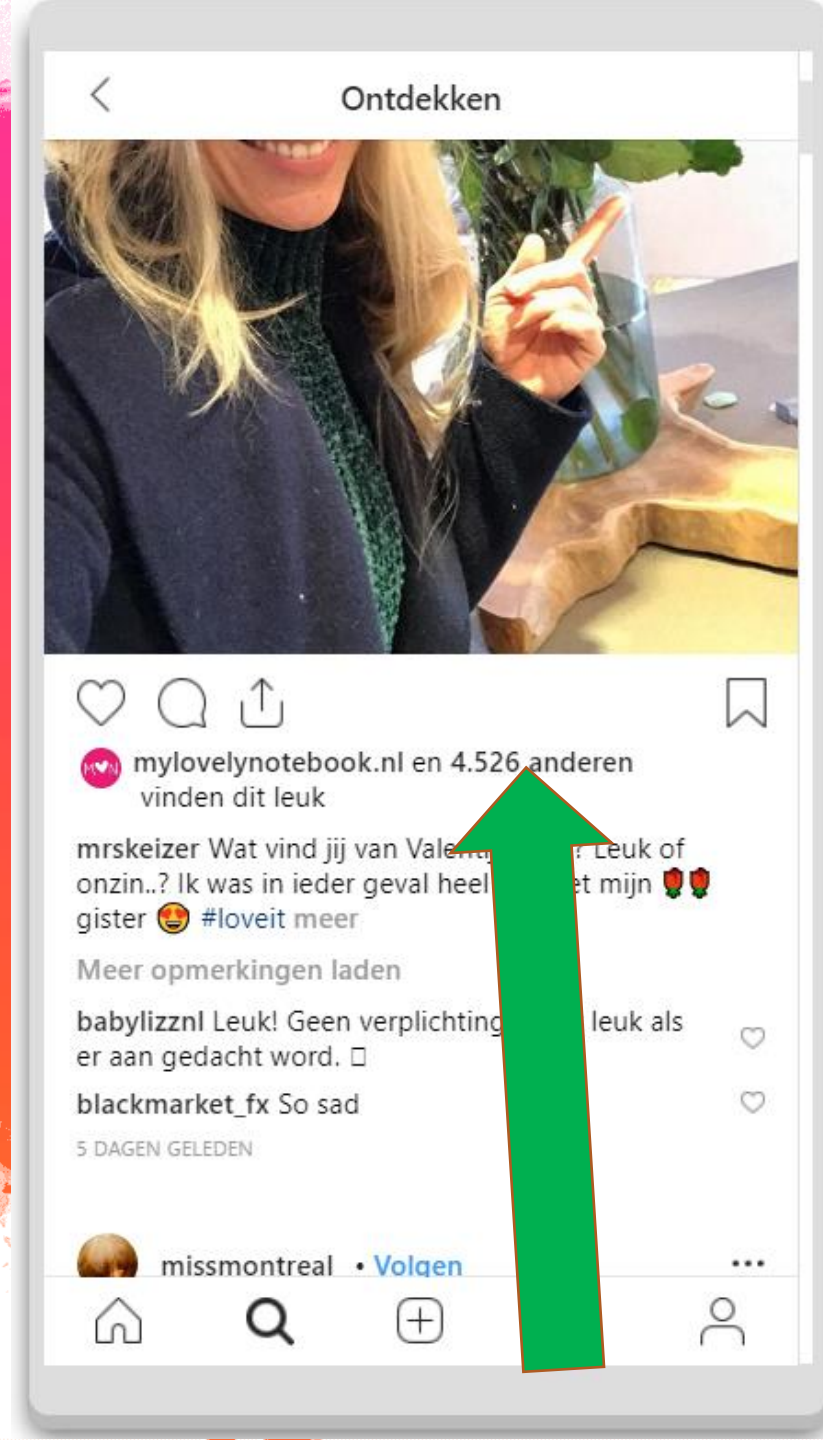 Ontdekken
mylovelynotebook.nl en 4.526 anderen
vinden dit leuk
mrskeizer Wat vind jij van ? Leuk of
onzin..? Ik was in ieder geval heel mijn 🌹🌹
gister 😍 #loveit meer
Meer opmerkingen laden
babylizznl Leuk! Geen verplichting leuk als
er aan gedacht word. □
blackmarket_fx So sad
5 DAGEN GELEDEN
missmontreal • Volgen